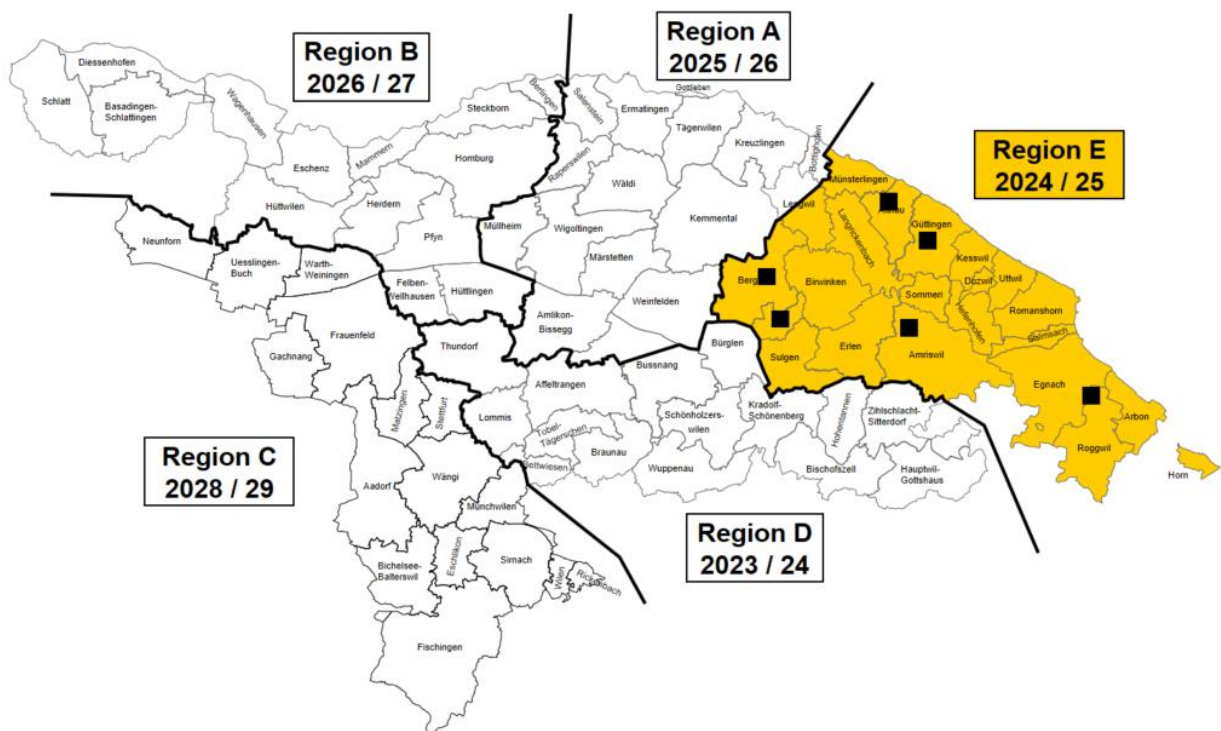 Region B
2026 / 27
Region A
2025 / 26
Region E
2024 / 25
Region C
2028 / 29
Region D
2023 / 24
Schlatt
Diessenhofen
Basadingen-
Schlattingen
Wagenhausen
Eschenz
Mammern
Steckborn
Berlingen
Homburg
Hüttwilen
Herdern
Pfyn
Salenstein
Ermatingen
Gottlieben
Tägerwilen
Kreuzlingen
Bottighofen
Raperswilen
Wäldi
Kemmental
Müllheim
Wigoltingen
Märstetten
Weinfelden
Amlikon-
Bissegg
Neunforn
Uesslingen-
Buch
Warth-
Weiningen
Felben-
Wellhausen
Hüttlingen
Frauenfeld
Thundorf
Gachnang
Matzingen
Stettfurt
Aadorf
Wängi
Münchwilen
Bichelsee-
Balterswil
Eschlikon
Sirnach
Wilen
Rickenbach
Fischingen
Lommis
Affeltrangen
Tobel-
Tägerschen
Bettwiesen
Braunau
Bussnang
Bürglen
Schönholzers-
wilen
Wuppenau
Kradolf-
Schönenberg
Hohentannen
Zihlschlacht-
Sitterdorf
Bischofszell
Hauptwil-
Gottshaus
Münsterlingen
Lengwil
Langrickenbach
Güttingen
Kesswil
Dozwil
Uttwil
Berg
Birwinken
Sommeri
Hefenhofen
Romanshorn
Salmsach
Sulgen
Erlen
Amriswil
Egnach
Arbon
Roggwil
Horn